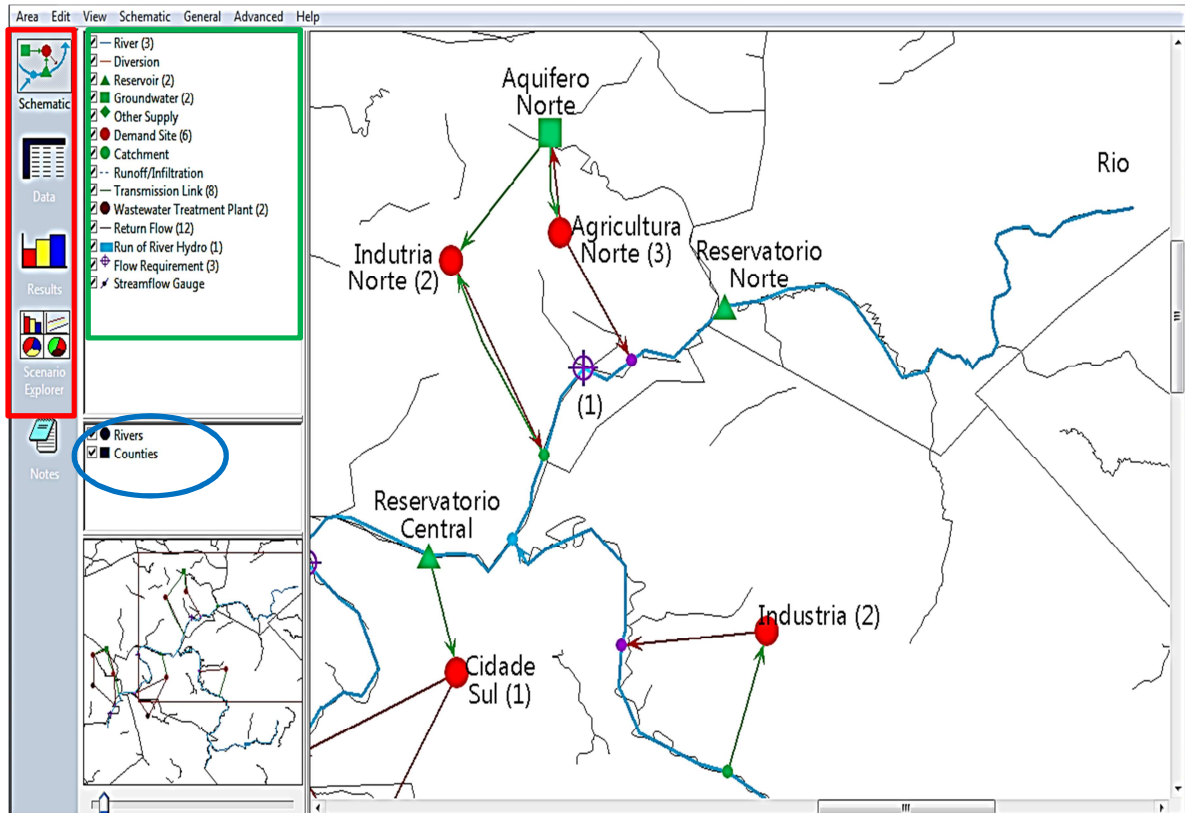 Area Edit View Schematic General Advanced Help
Schematic
Data
Results
Scenario
Explorer
Notes
River (3)
Diversion
Reservoir (2)
Groundwater (2)
Other Supply
Demand Site (6)
Catchment
Runoff/Infiltration
Transmission Link (8)
Wastewater Treatment Plant (2)
Return Flow (12)
Run of River Hydro (1)
Flow Requirement (3)
Streamflow Gauge
Rivers
Counties
Aquifero
Norte
Rio
Agricultura
Norte (3)
Indutria
Norte (2)
Reservatorio
Norte
(1)
Reservatorio
Central
Industria (2)
Cidade
Sul (1)